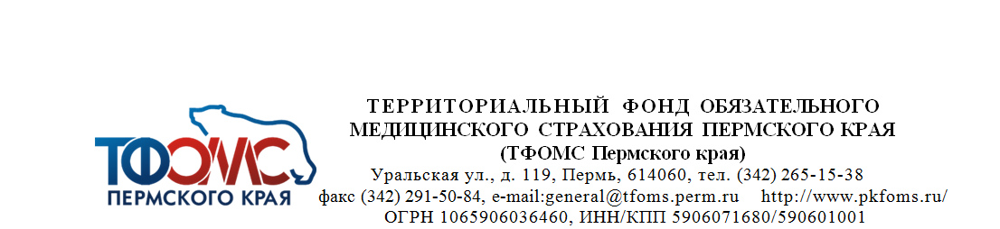 ТФОМС
ПЕРМСКОГО КРАЯ
ТЕРРИТОРИАЛЬНЫЙ ФОНД ОБЯЗАТЕЛЬНОГО
МЕДИЦИНСКОГО СТРАХОВАНИЯ ПЕРМСКОГО КРАЯ
(ТФОМС Пермского края)
Уральская ул., д. 119, Пермь, 614060, тел. (342) 265-15-38
факс (342) 291-50-84, e-mail:general@tfoms.perm.ru http://www.pkfoms.ru/
ОГРН 1065906036460, ИНН/КПП 5906071680/590601001